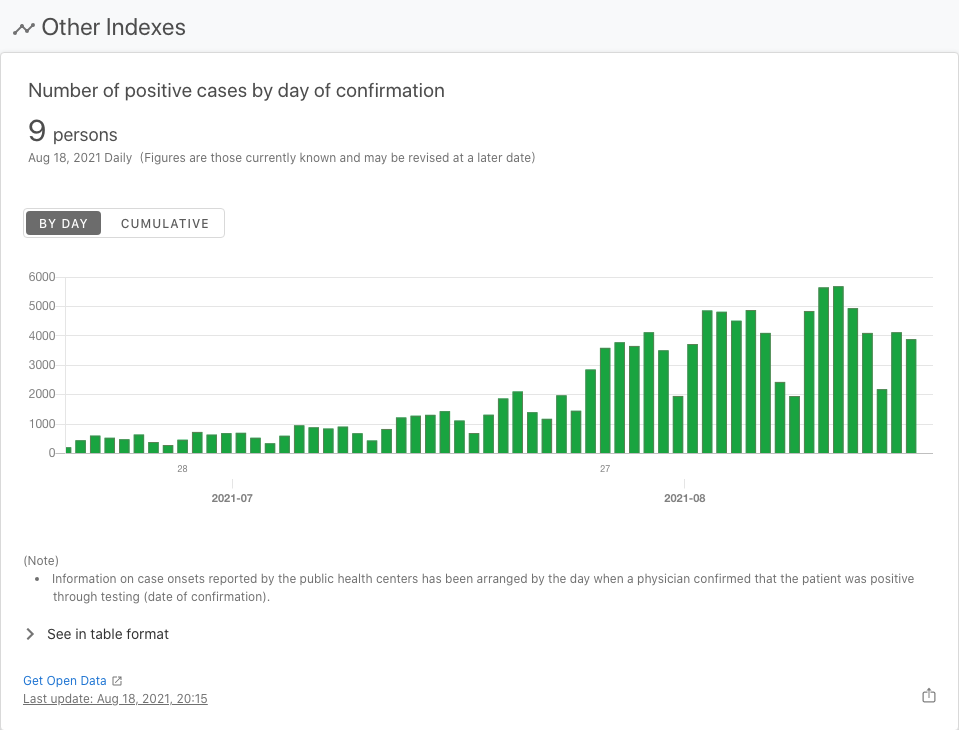 Other Indexes
Number of positive cases by day of confirmation
9 persons
Aug 18, 2021 Daily (Figures are those currently known and may be revised at a later date)
BY DAY CUMULATIVE
6000
5000
4000
3000
2000
1000
0
28 27
2021-07 2021-08
(Note)
• Information on case onsets reported by the public health centers has been arranged by the day when a physician confirmed that the patient was positive
through testing (date of confirmation).
See in table format
Get Open Data
Last update: Aug 18, 2021, 20:15